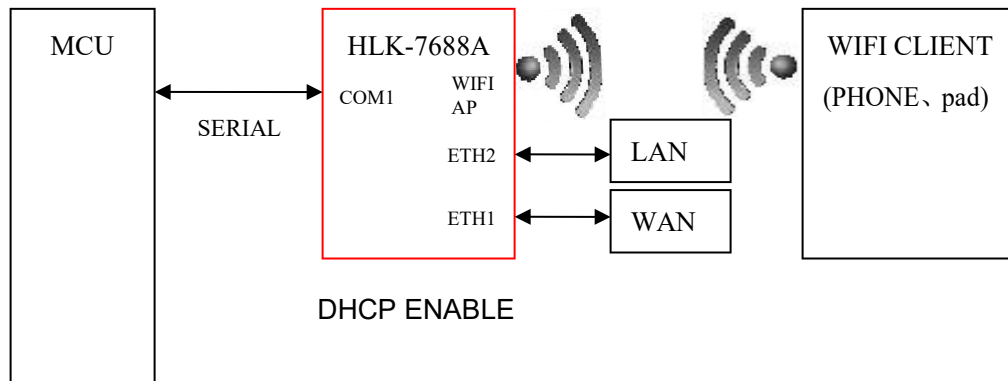 MCU
SERIAL
HLK-7688A
COM1
WIFI
AP
ETH2
ETH1
LAN
WAN
WIFI CLIENT
(PHONE、pad)
DHCP ENABLE